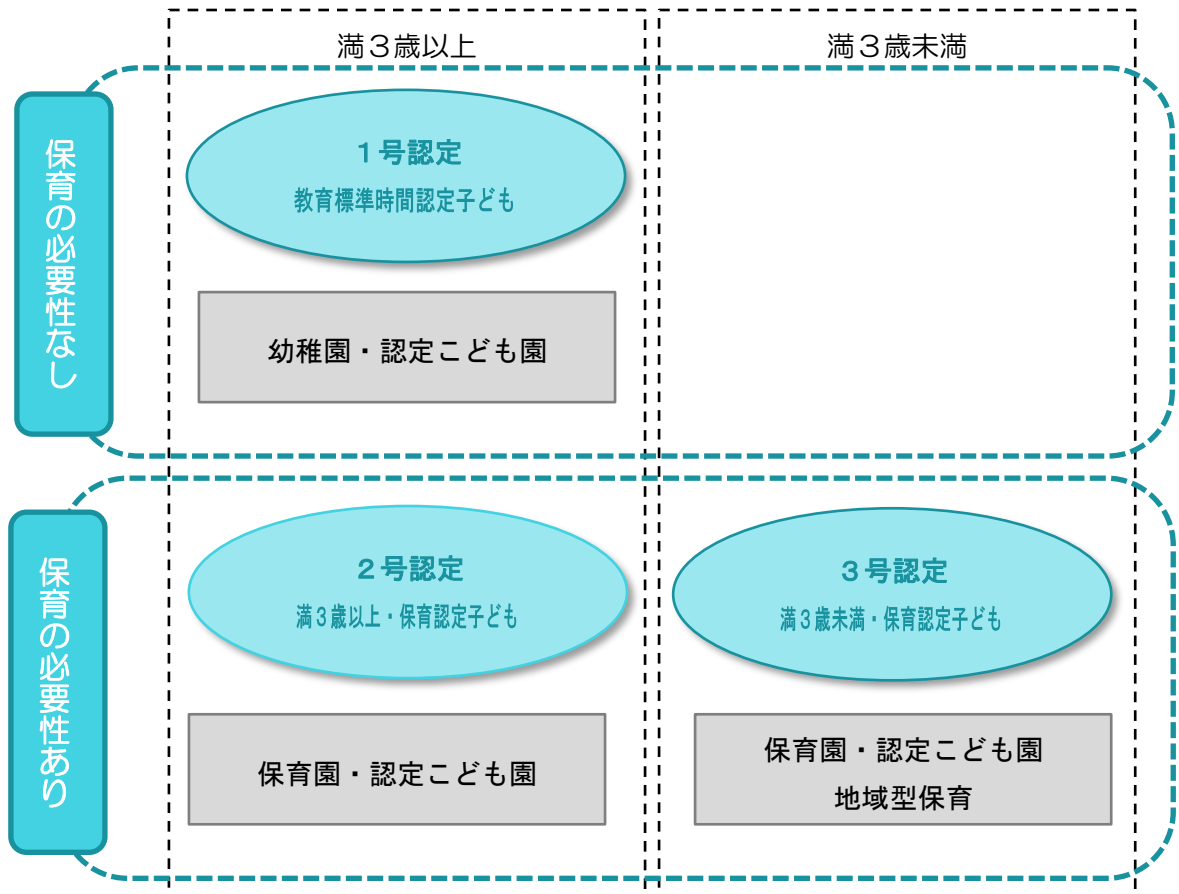 満３歳以上
満３歳未満
保育の必要性なし
１号認定
教育標準時間認定子ども
幼稚園・認定こども園
保育の必要性あり
２号認定
満３歳以上・保育認定子ども
保育園・認定こども園
３号認定
満３歳未満・保育認定子ども
保育園・認定こども園
地域型保育